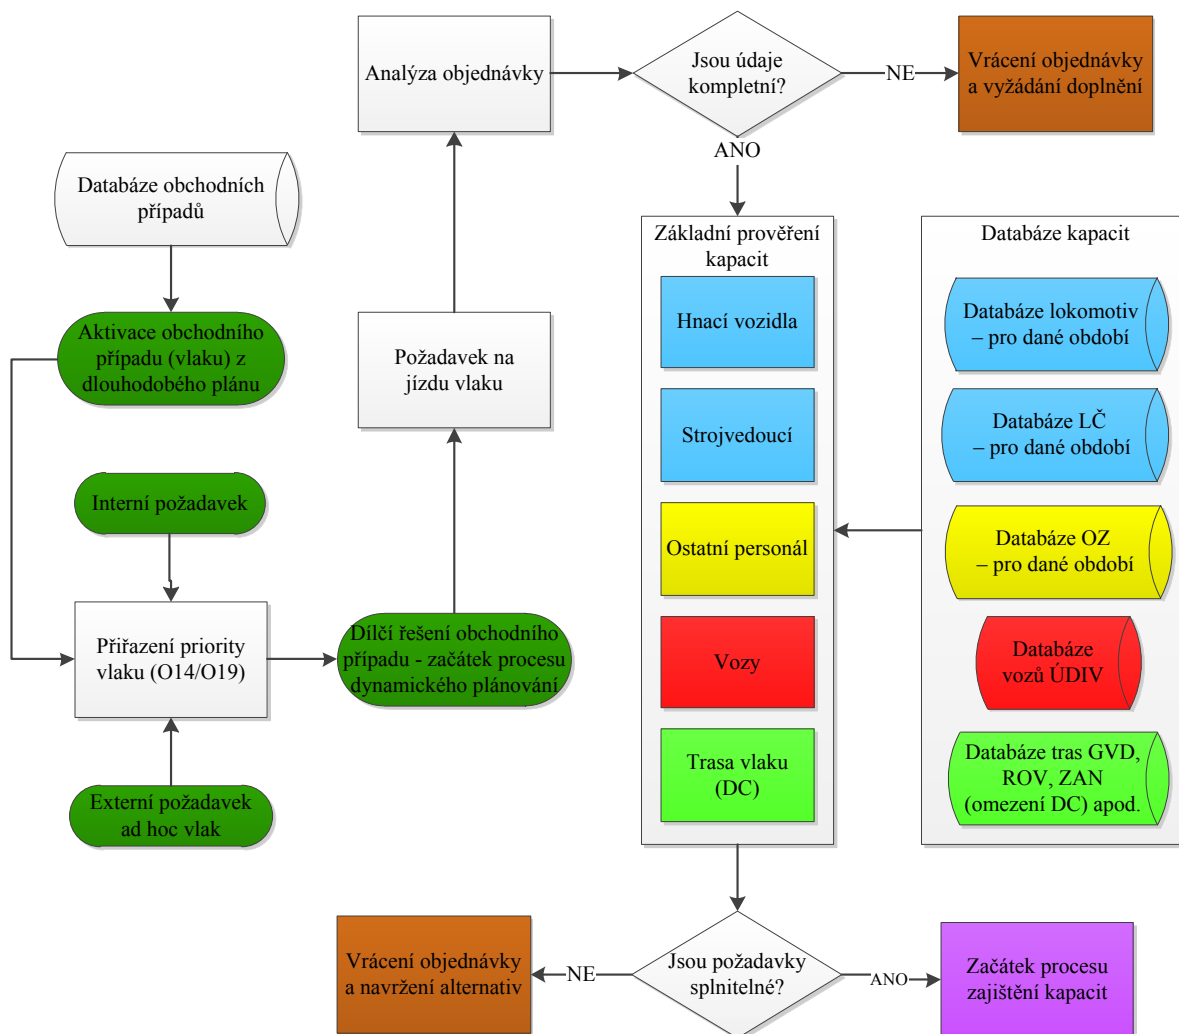 Analýza objednávky
Jsou údaje
kompletní?
NE
Vrácení objednávky
a vyžádání doplnění
ANO
Databáze obchodních
případů
Aktivace obchodního
případu (vlaku) z
dlouhodobého plánu
Interní požadavek
Přiřazení priority
vlaku (O14/O19)
Externí požadavek
ad hoc vlak
Požadavek na
jízdu vlaku
Dílčí řešení obchodního
případu - začátek procesu
dynamického plánování
Základní prověření
kapacit
Hnací vozidla
Strojvedoucí
Ostatní personál
Vozy
Trasa vlaku
(DC)
Databáze kapacit
Databáze lokomotiv
– pro dané období
Databáze LČ
– pro dané období
Databáze OZ
– pro dané období
Databáze
vozů ÚDIV
Databáze tras GVD,
ROV, ZAN
(omezení DC) apod.
Vrácení objednávky
a navržení alternativ
NE
Jsou požadavky
splnitelné?
ANO
Začátek procesu
zajištění kapacit